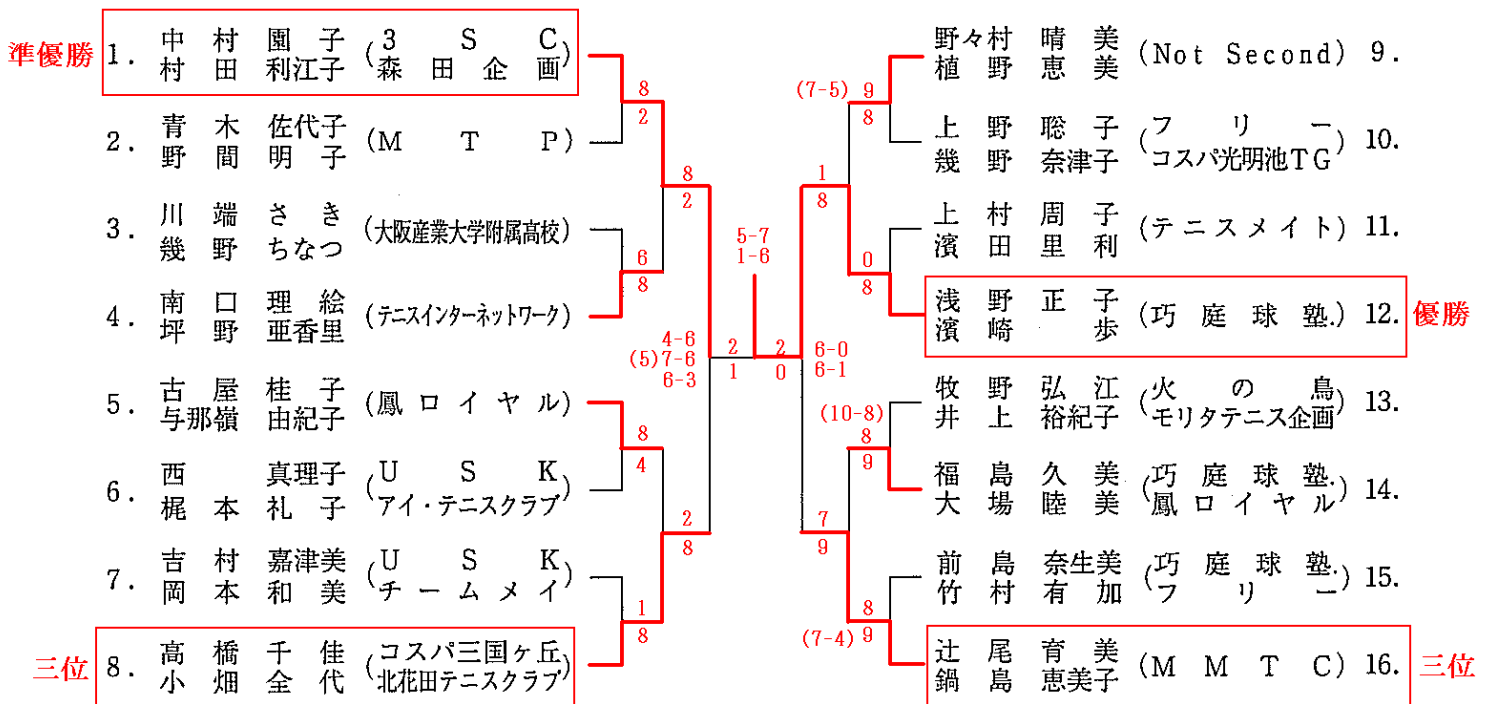 準優勝
1. 中村園子 (3SC
村田利江子 森田企画)
8
2
2. 青木佐代子 (MTP)
野間明子
8
2
3. 川端さき (大阪産業大学附属高校)
幾野ちなつ
6
8
4. 南口理絵 (テニスインターネットワーク)
坪野亜香里
4-6
(5)7-6
6-3
2
1
5. 古屋桂子 (鳳ロイヤル)
与那嶺由紀子
8
4
6. 西真理子 (USK
梶本礼子 アイ・テニスクラブ)
2
8
7. 吉村嘉津美 (USK
岡本和美 チームメイ)
1
8
三位
8. 高橋千佳 (コスパ三国ヶ丘
小畑全代 北花田テニスクラブ)
5-7
1-6
野々村晴美 (Not Second) 9.
植野恵美
(7-5) 9
8
上野聡子 (フリー
幾野奈津子 コスパ光明池TG) 10.
1
8
上村周子 (テニスメイト) 11.
濱田里利
0
8
浅野正子 (巧庭球塾.) 12.
濱崎歩
優勝
2
0
6-0
6-1
牧野弘江 (火の鳥
井上裕紀子 モリタテニス企画) 13.
(10-8)
8
9
福島久美 (巧庭球塾.
大場睦美 鳳ロイヤル) 14.
7
9
前島奈生美 (巧庭球塾.
竹村有加 フリー) 15.
8
(7-4) 9
辻尾育美 (MMTC) 16.
鍋島恵美子
三位